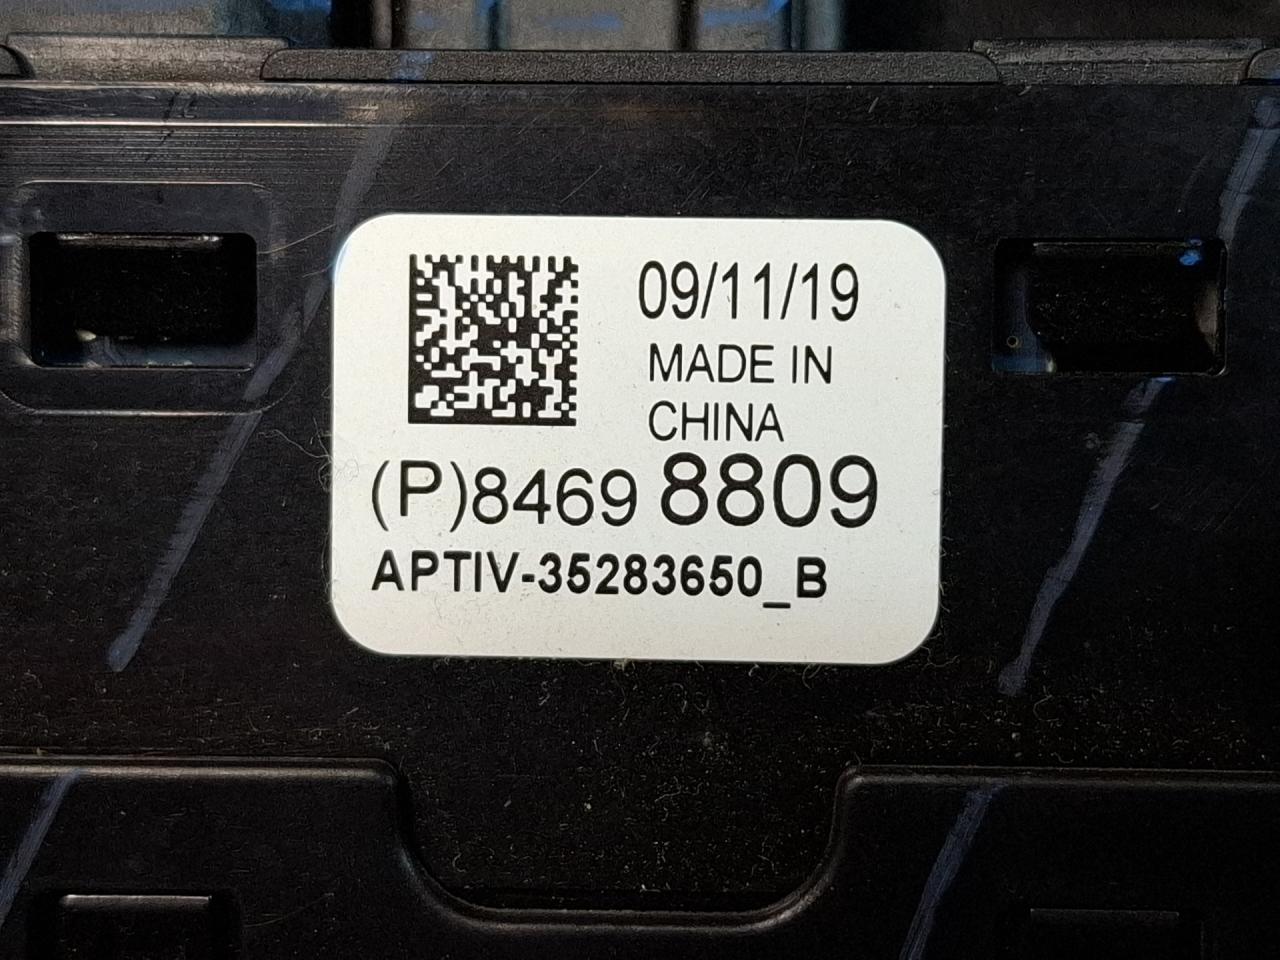 09/11/19
MADE IN
CHINA
(P)8469 8809
APTIV-35283650_B